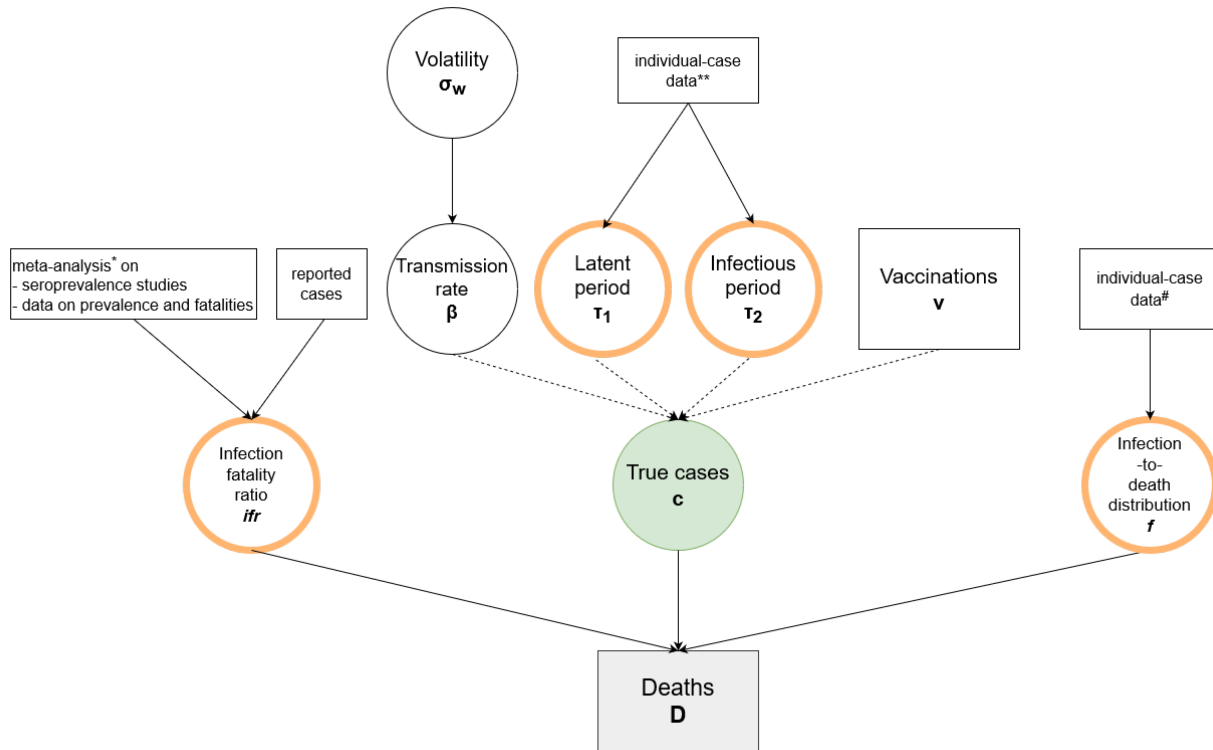 Volatility
σw
individual-case
data**
meta-analysis* on
- seroprevalence studies
- data on prevalence and fatalities
reported
cases
Transmission
rate
β
Latent
period
τ1
Infectious
period
τ2
Vaccinations
v
individual-case
data#
Infection
fatality
ratio
ifr
True cases
c
Infection
-to-
death
distribution
f
Deaths
D